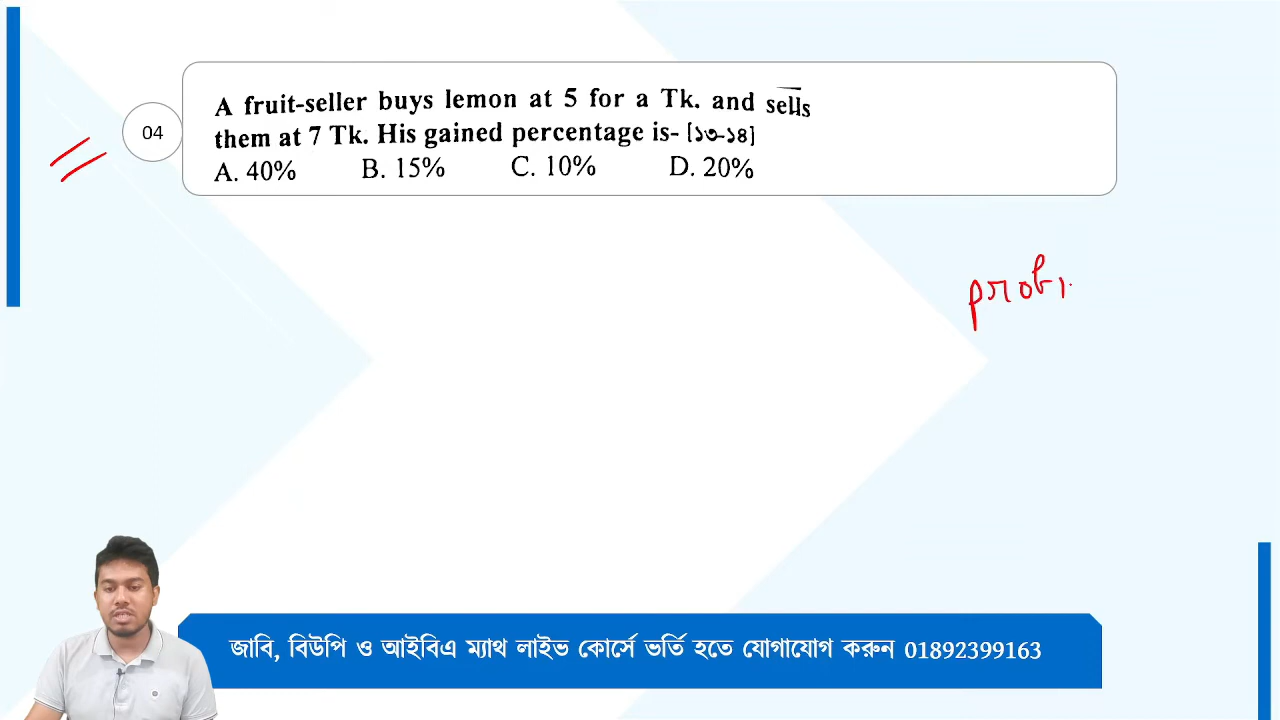 04
A fruit-seller buys lemon at 5 for a Tk. and sells
them at 7 Tk. His gained percentage is- [১৩-১৪]
A. 40% B. 15% C. 10% D. 20%
জাবি, বিউপি ও আইবিএ ম্যাথ লাইভ কোর্সে ভর্তি হতে যোগাযোগ করুন 01892399163